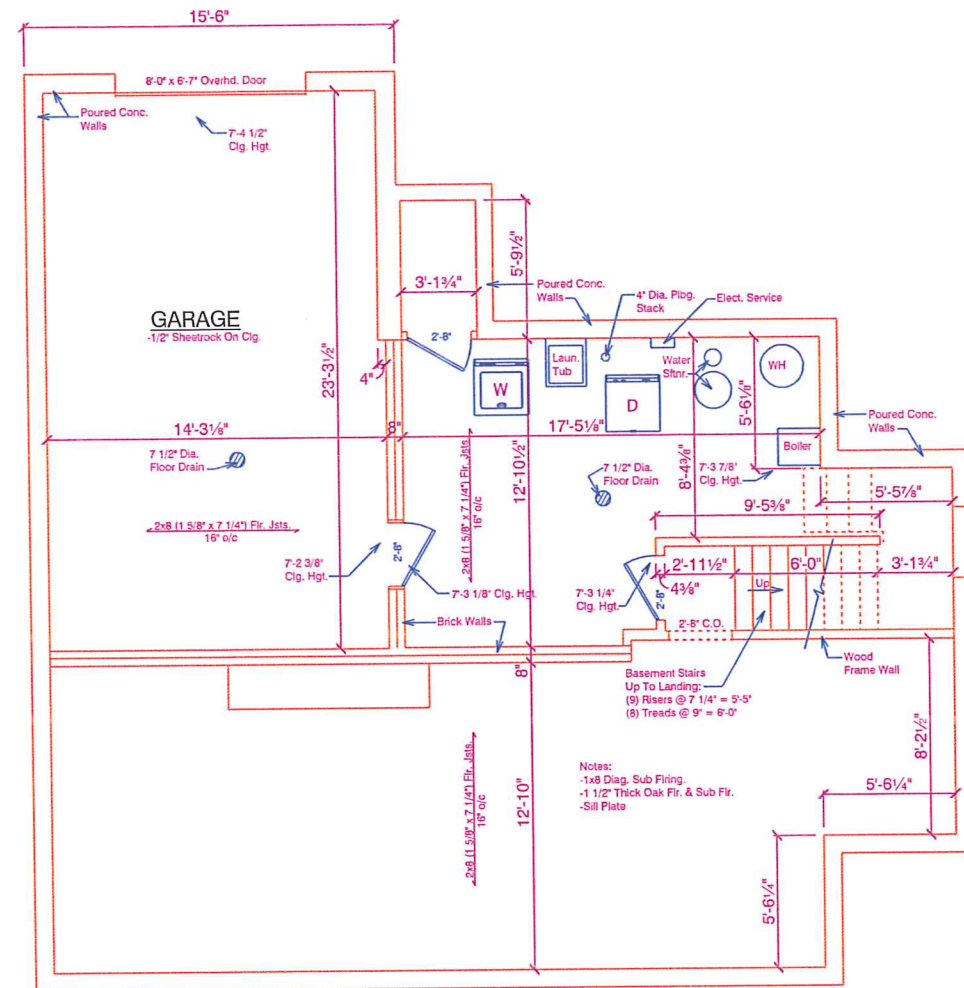 15'-6"
8'-0" x 6'-7" Overhd. Door
Poured Conc.
Walls
7'-4 1/2"
Clg. Hgt.
5'-9½"
3'-1¾"
Poured Conc.
Walls
4" Dia. Plbg.
Stack
Elect. Service
GARAGE
-1/2" Sheetrock On Clg.
23'-3½"
2'-8"
4"
W
Laun.
Tub
D
Water
Sftnr.
WH
5'-6⅛"
Poured Conc.
Walls
14'-3⅛"
8"
17'-5⅛"
Boiler
7 1/2" Dia.
Floor Drain
12'-10½"
2x8 (1 5/8" x 7 1/4") Flr. Jsts.
16" o/c
7 1/2" Dia.
Floor Drain
8'-4⅜"
7'-3 7/8"
Clg. Hgt.
5'-5⅞"
9'-5⅜"
2x8 (1 5/8" x 7 1/4") Flr. Jsts.
16" o/c
7'-2 3/8"
Clg. Hgt.
2'-8"
7'-3 1/8" Clg. Hgt.
7'-3 1/4"
Clg. Hgt.
2'-11½"
6'-0"
3'-1¾"
4⅜"
2'-8"
Up
Brick Walls
2'-8" C.O.
8"
Basement Stairs
Up To Landing;
(9) Risers @ 7 1/4" = 5'-5"
(8) Treads @ 9" = 6'-0"
Wood
Frame Wall
8'-2½"
2x8 (1 5/8" x 7 1/4") Flr. Jsts.
16" o/c
12'-10"
Notes:
-1x8 Diag. Sub Flring.
-1 1/2" Thick Oak Flr. & Sub Flr.
-Sill Plate
5'-6¼"
5'-6¼"